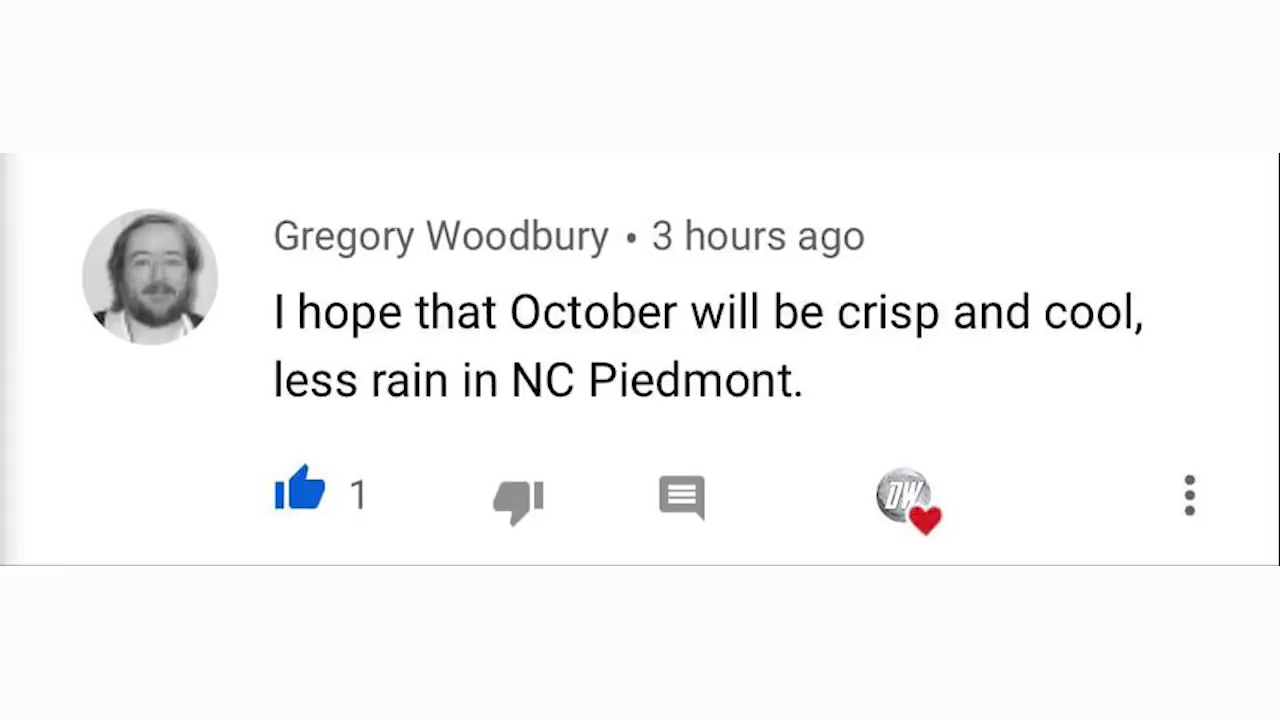 Gregory Woodbury • 3 hours ago
I hope that October will be crisp and cool,
less rain in NC Piedmont.
1
DW